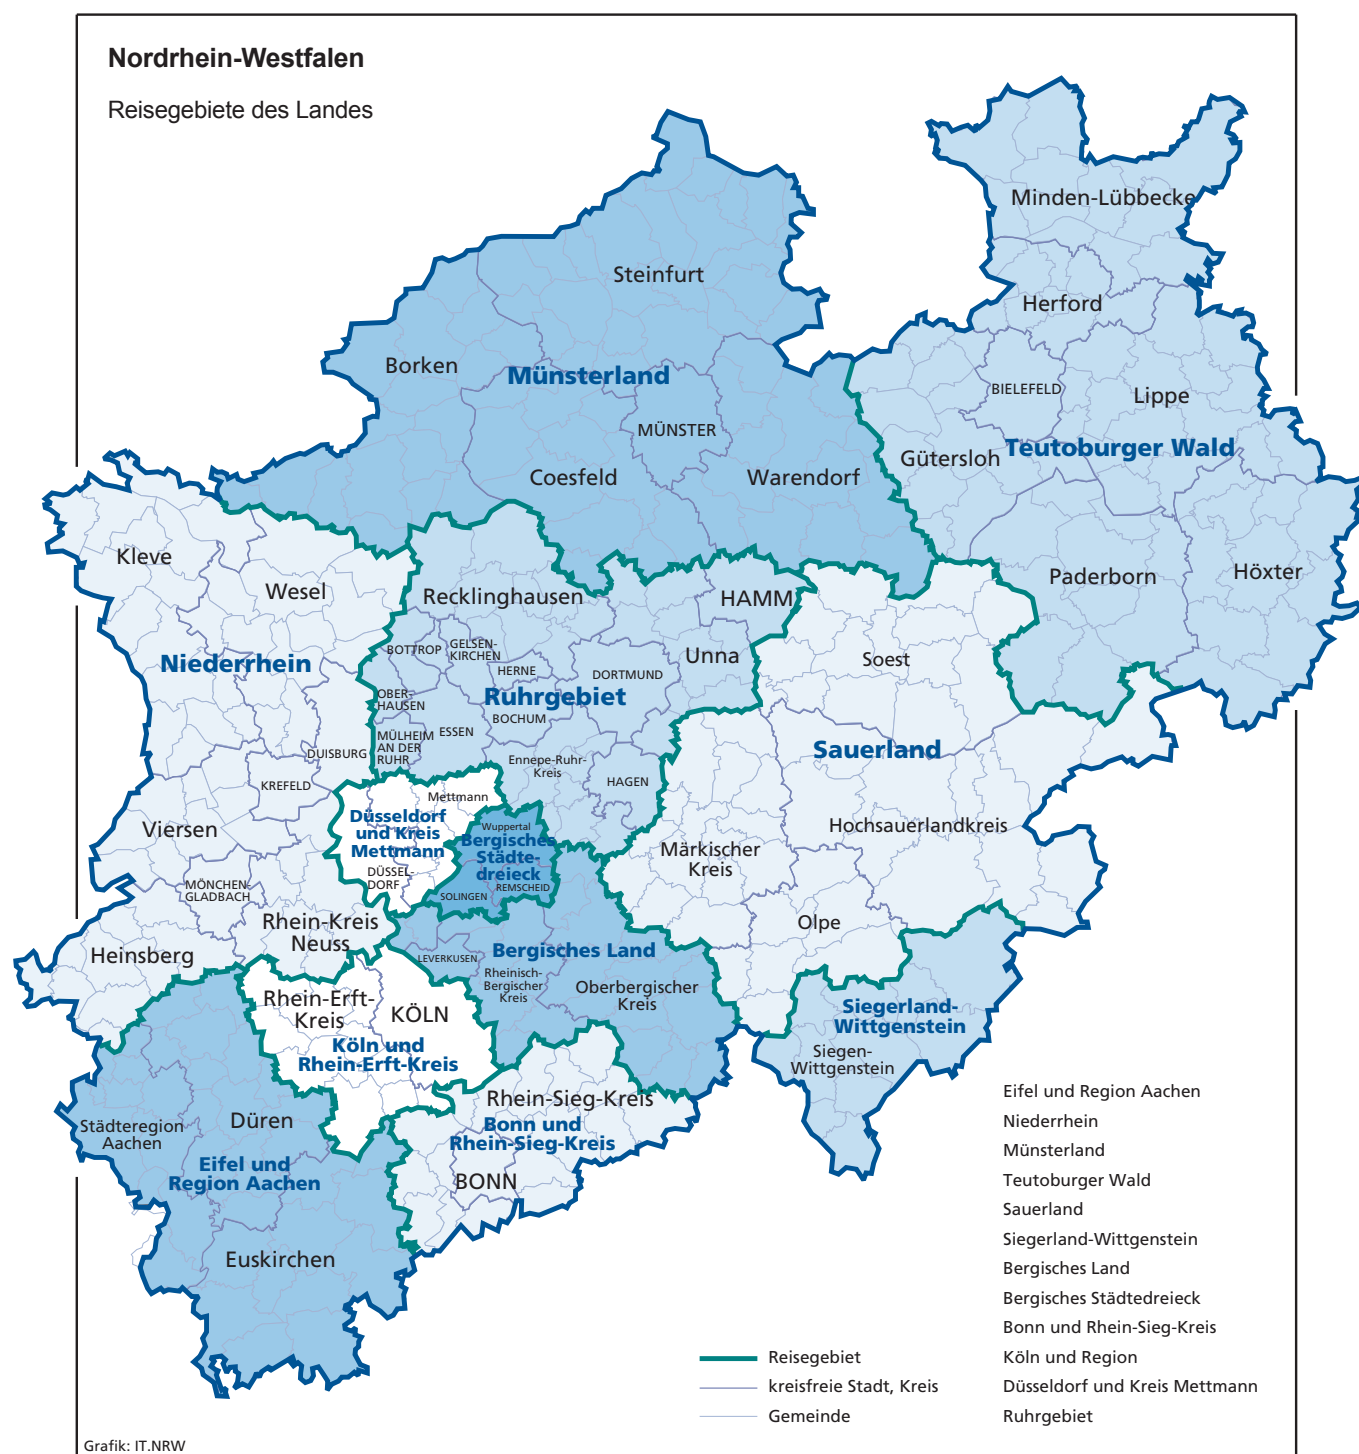 Nordrhein-Westfalen
Reisegebiete des Landes
Minden-Lübbecke
Steinfurt
Herford
Borken
Münsterland
BIELEFELD
Lippe
MÜNSTER
Teutoburger Wald
Gütersloh
Coesfeld
Warendorf
Kleve
Wesel
Recklinghausen
HAMM
Paderborn
Höxter
Niederrhein
BOTTROP
GELSEN-
KIRCHEN
HERNE
DORTMUND
Unna
Soest
OBER-
HAUSEN
Ruhrgebiet
BOCHUM
ESSEN
MÜLHEIM
AN DER
RUHR
DUISBURG
Sauerland
Ennepe-Ruhr-
Kreis
HAGEN
KREFELD
Mettmann
Düsseldorf
und Kreis
Mettmann
DÜSSEL-
DORF
Viersen
Wuppertal
Bergisches
Städte-
dreieck
REMSCHEID
SOLINGEN
Hochsauerlandkreis
Märkischer
Kreis
MÖNCHEN-
GLADBACH
Rhein-Kreis
Neuss
Olpe
Heinsberg
Bergisches Land
LEVERKUSEN
Rheinisch-
Bergischer
Kreis
Oberbergischer
Kreis
Rhein-Erft-
Kreis
KÖLN
Köln und
Rhein-Erft-Kreis
Siegerland-
Wittgenstein
Siegen-
Wittgenstein
Rhein-Sieg-Kreis
Bonn und
Rhein-Sieg-Kreis
BONN
Städteregion
Aachen
Düren
Eifel und
Region Aachen
Euskirchen
Eifel und Region Aachen
Niederrhein
Münsterland
Teutoburger Wald
Sauerland
Siegerland-Wittgenstein
Bergisches Land
Bergisches Städtedreieck
Bonn und Rhein-Sieg-Kreis
Köln und Region
Düsseldorf und Kreis Mettmann
Ruhrgebiet
Reisegebiet
kreisfreie Stadt, Kreis
Gemeinde
Grafik: IT.NRW